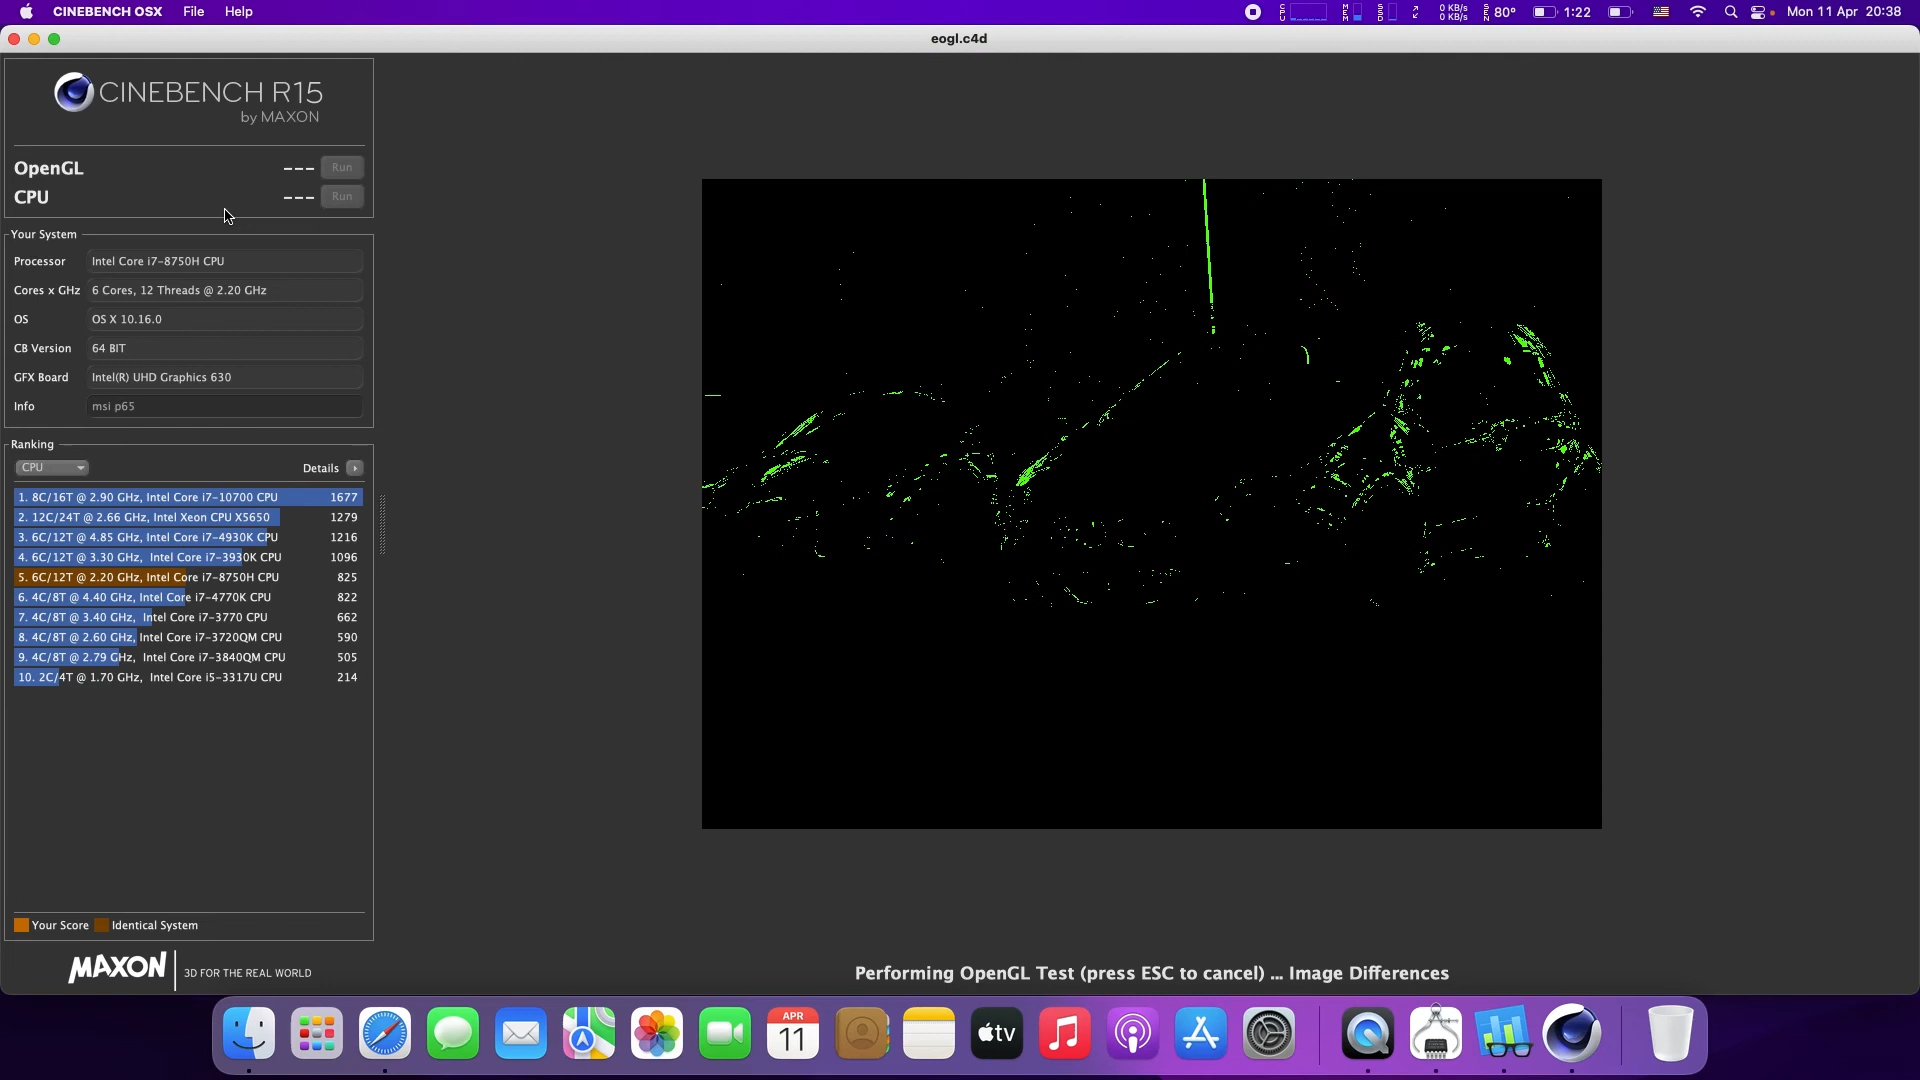 CINEBENCH OSX File Help
CPU MEM SSD 0 KB/s 0 KB/s SEN 80° 1:22 Mon 11 Apr 20:38
eogl.c4d
CINEBENCH R15
by MAXON
OpenGL --- Run
CPU --- Run
Your System
Processor Intel Core i7-8750H CPU
Cores x GHz 6 Cores, 12 Threads @ 2.20 GHz
OS OS X 10.16.0
CB Version 64 BIT
GFX Board Intel(R) UHD Graphics 630
Info msi p65
Ranking
CPU Details
1. 8C/16T @ 2.90 GHz, Intel Core i7-10700 CPU 1677
2. 12C/24T @ 2.66 GHz, Intel Xeon CPU X5650 1279
3. 6C/12T @ 4.85 GHz, Intel Core i7-4930K CPU 1216
4. 6C/12T @ 3.30 GHz, Intel Core i7-3930K CPU 1096
5. 6C/12T @ 2.20 GHz, Intel Core i7-8750H CPU 825
6. 4C/8T @ 4.40 GHz, Intel Core i7-4770K CPU 822
7. 4C/8T @ 3.40 GHz, Intel Core i7-3770 CPU 662
8. 4C/8T @ 2.60 GHz, Intel Core i7-3720QM CPU 590
9. 4C/8T @ 2.79 GHz, Intel Core i7-3840QM CPU 505
10. 2C/4T @ 1.70 GHz, Intel Core i5-3317U CPU 214
Your Score Identical System
MAXON 3D FOR THE REAL WORLD
Performing OpenGL Test (press ESC to cancel) ... Image Differences
APR
11
tv